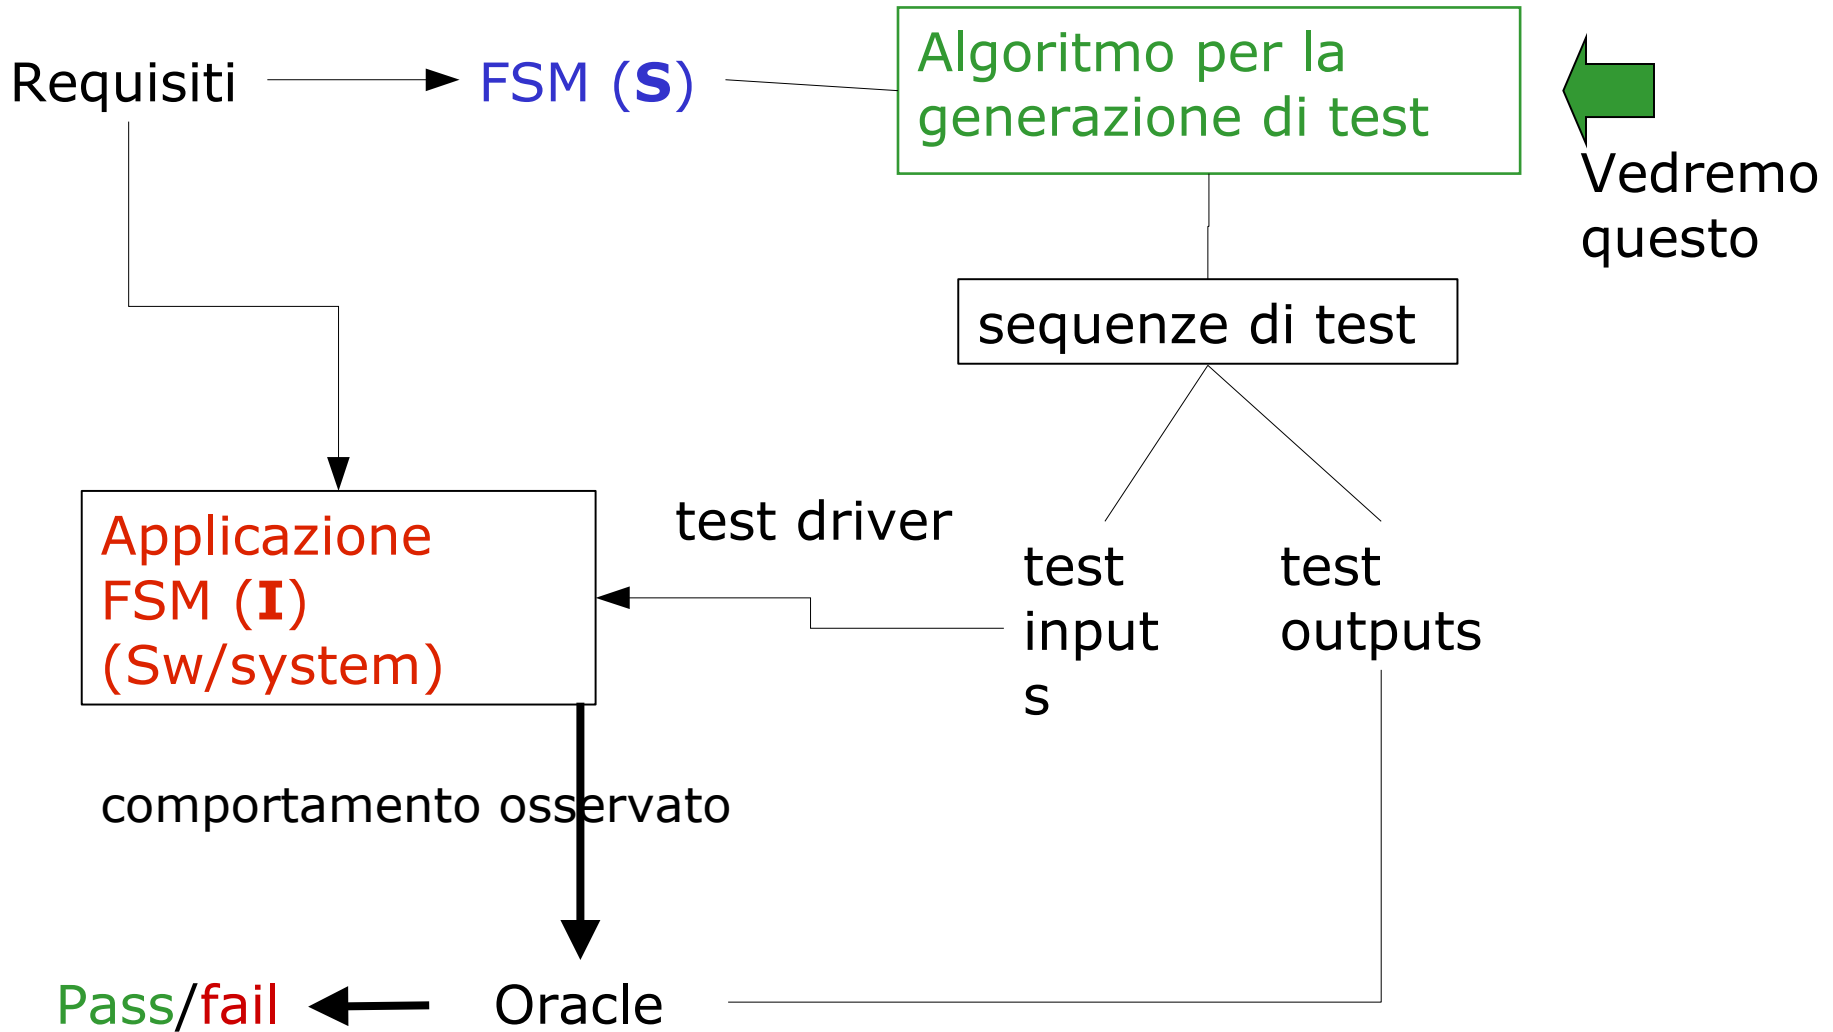 Requisiti
FSM (S)
Algoritmo per la
generazione di test
Vedremo
questo
sequenze di test
Applicazione
FSM (I)
(Sw/system)
test driver
test
input
s
test
outputs
comportamento osservato
Pass/fail
Oracle